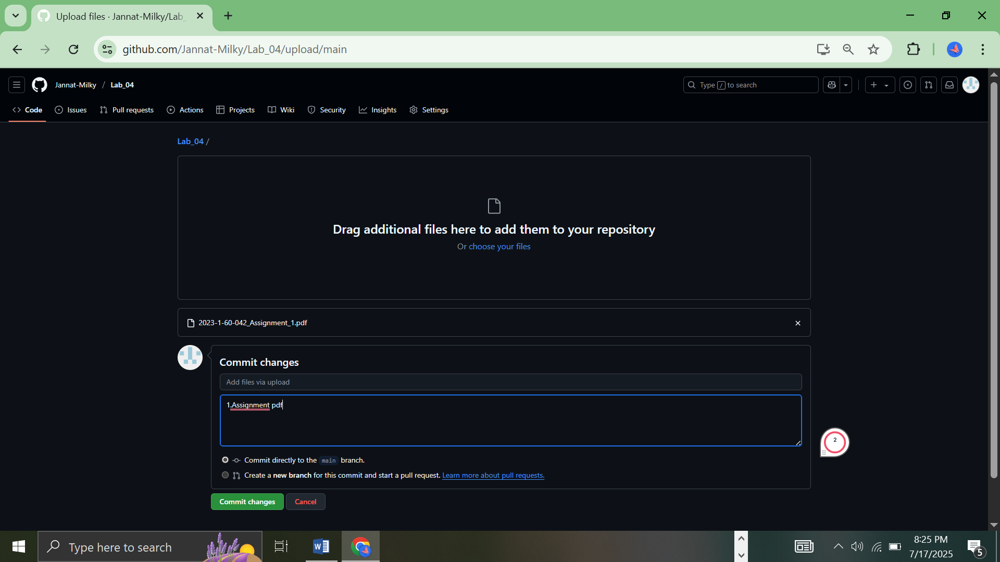 Upload files · Jannat-Milky/Lab_
github.com/Jannat-Milky/Lab_04/upload/main
Jannat-Milky / Lab_04
Type / to search
Code Issues Pull requests Actions Projects Wiki Security Insights Settings
Lab_04 /
Drag additional files here to add them to your repository
Or choose your files
2023-1-60-042_Assignment_1.pdf
Commit changes
Add files via upload
1.Assignment pdf
2
Commit directly to the main branch.
Create a new branch for this commit and start a pull request. Learn more about pull requests.
Commit changes Cancel
Type here to search
8:25 PM
7/17/2025
5